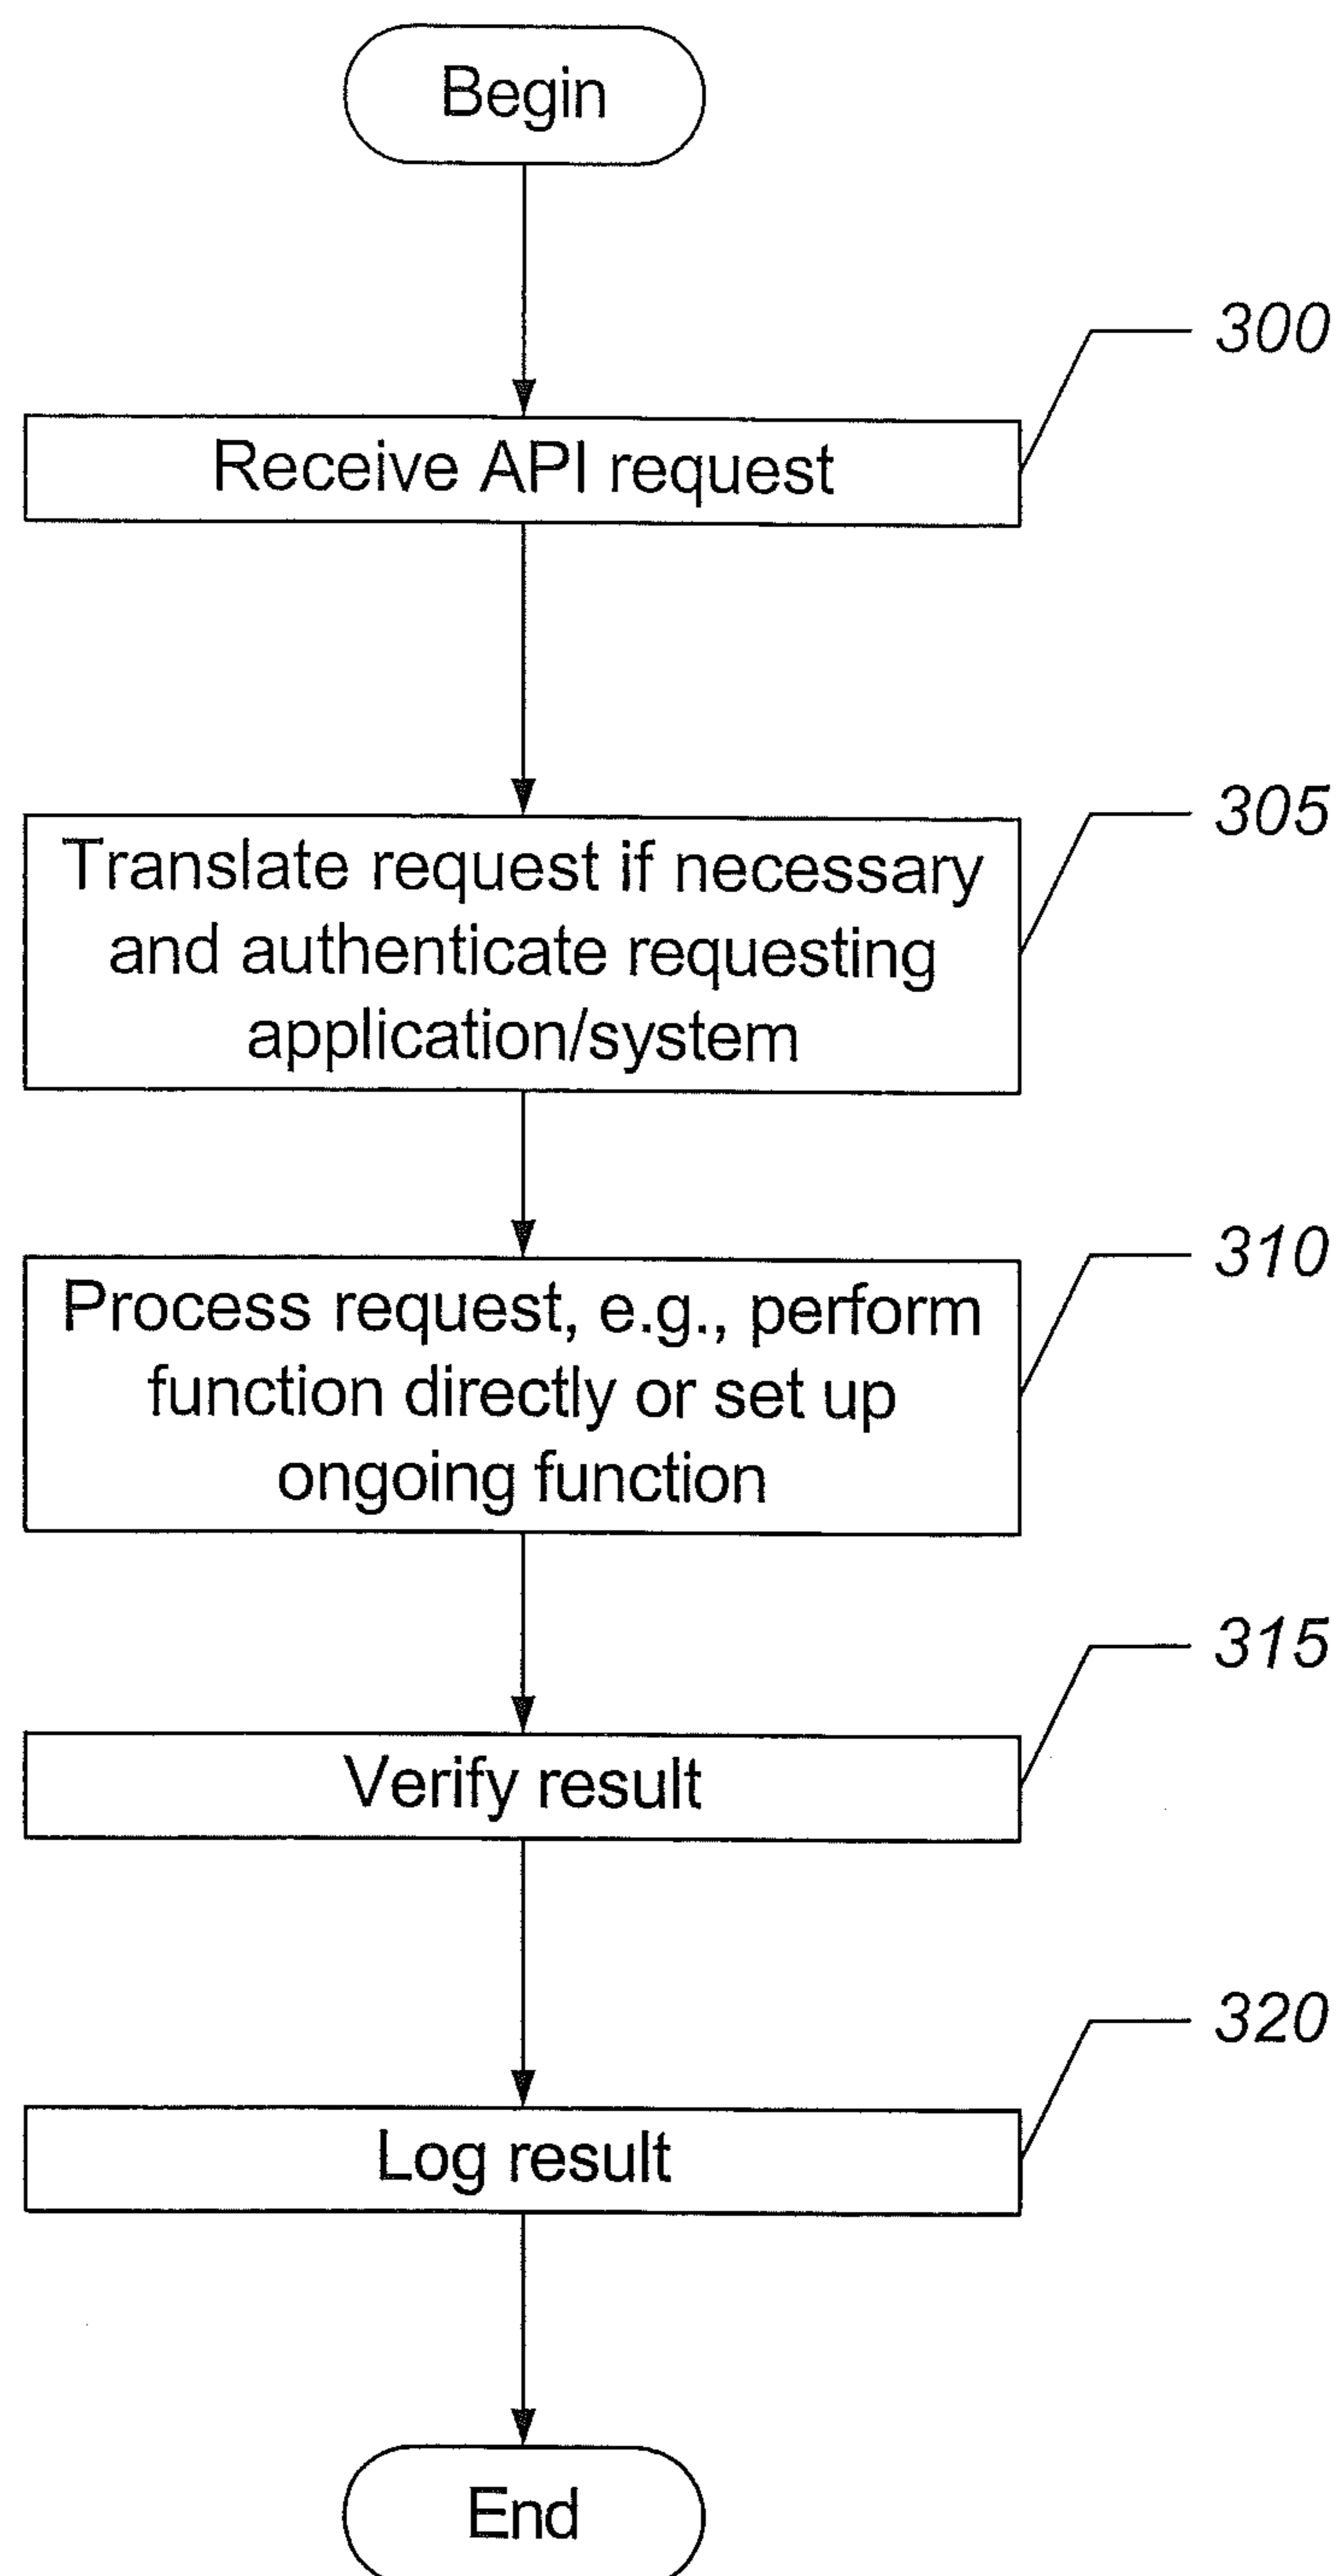 Begin
300
Receive API request
305
Translate request if necessary
and authenticate requesting
application/system
310
Process request, e.g., perform
function directly or set up
ongoing function
315
Verify result
320
Log result
End